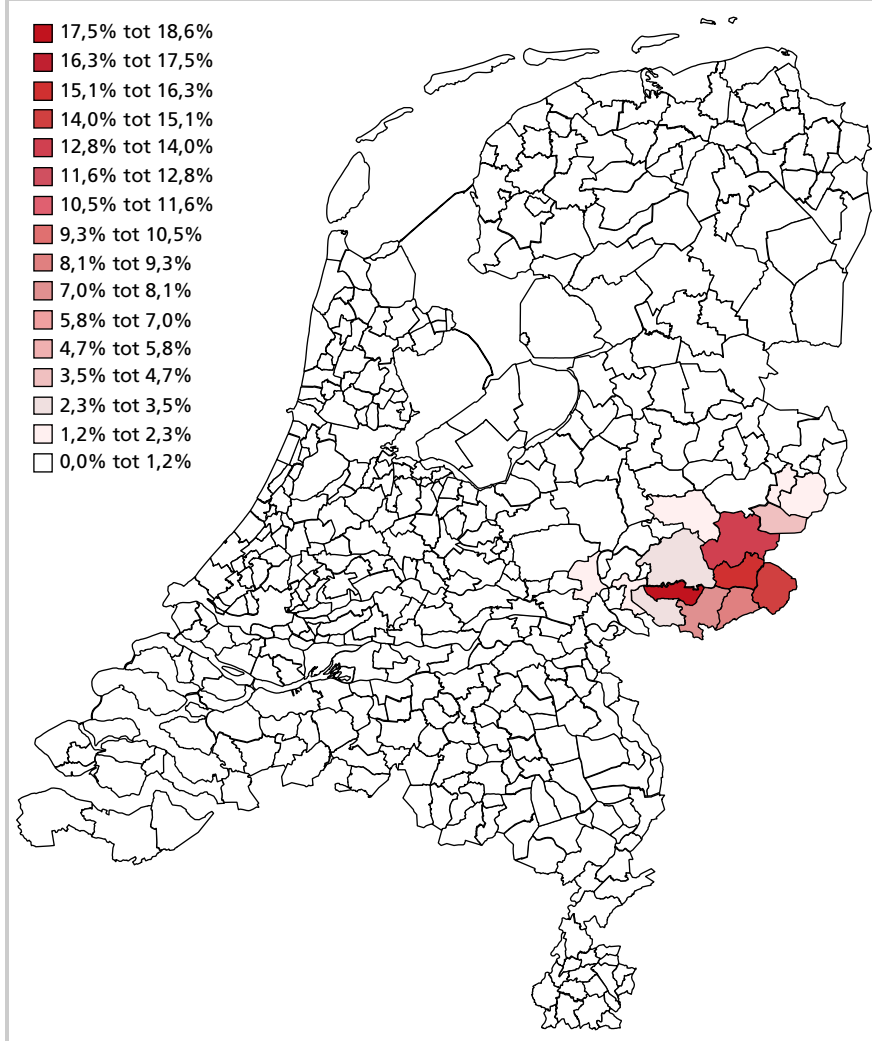 17,5% tot 18,6%
16,3% tot 17,5%
15,1% tot 16,3%
14,0% tot 15,1%
12,8% tot 14,0%
11,6% tot 12,8%
10,5% tot 11,6%
9,3% tot 10,5%
8,1% tot 9,3%
7,0% tot 8,1%
5,8% tot 7,0%
4,7% tot 5,8%
3,5% tot 4,7%
2,3% tot 3,5%
1,2% tot 2,3%
0,0% tot 1,2%